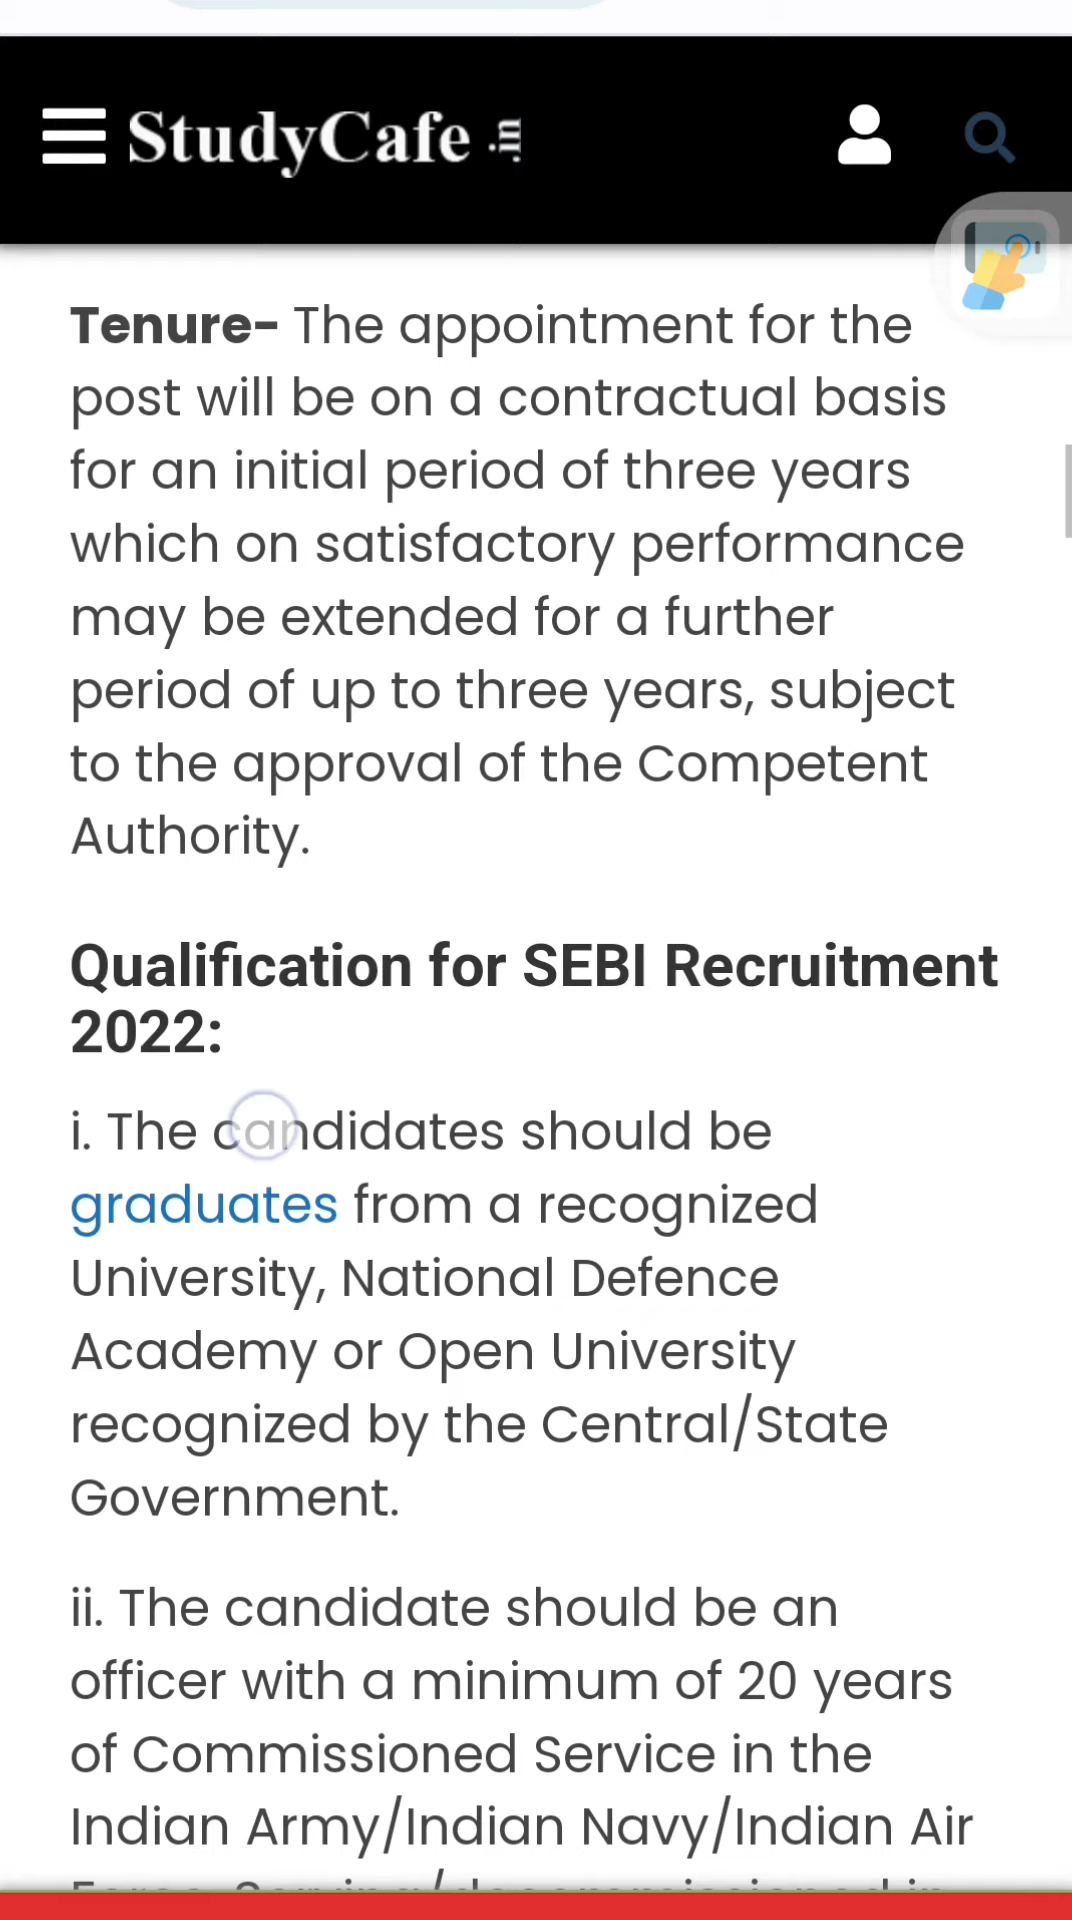 StudyCafe .in
Tenure- The appointment for the
post will be on a contractual basis
for an initial period of three years
which on satisfactory performance
may be extended for a further
period of up to three years, subject
to the approval of the Competent
Authority.
Qualification for SEBI Recruitment
2022:
i. The candidates should be
graduates from a recognized
University, National Defence
Academy or Open University
recognized by the Central/State
Government.
ii. The candidate should be an
officer with a minimum of 20 years
of Commissioned Service in the
Indian Army/Indian Navy/Indian Air